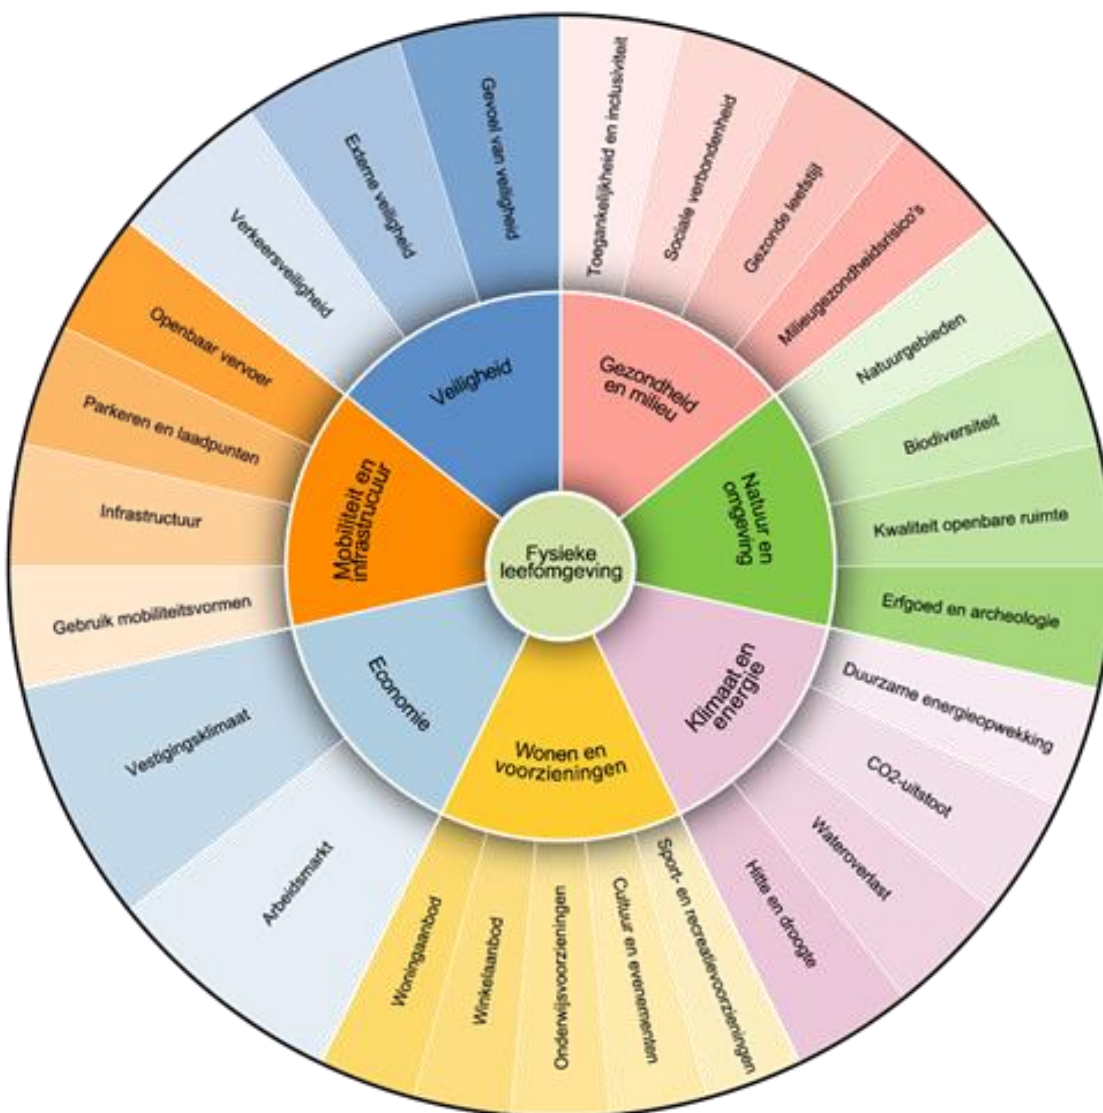 Fysieke
leefomgeving
Gezondheid
en milieu
Toegankelijkheid en inclusiviteit
Sociale verbondenheid
Gezonde leefstijl
Milieugezondheidsrisico's
Natuur en
omgeving
Natuurgebieden
Biodiversiteit
Kwaliteit openbare ruimte
Erfgoed en archeologie
Klimaat en
energie
Duurzame energieopwekking
CO2-uitstoot
Wateroverlast
Hitte en droogte
Wonen en
voorzieningen
Sport- en recreatievoorzieningen
Cultuur en evenementen
Onderwijsvoorzieningen
Winkelaanbod
Woningaanbod
Economie
Arbeidsmarkt
Vestigingsklimaat
Mobiliteit en
infrastrucuur
Gebruik mobiliteitsvormen
Infrastructuur
Parkeren en laadpunten
Openbaar vervoer
Veiligheid
Verkeersveiligheid
Externe veiligheid
Gevoel van veiligheid